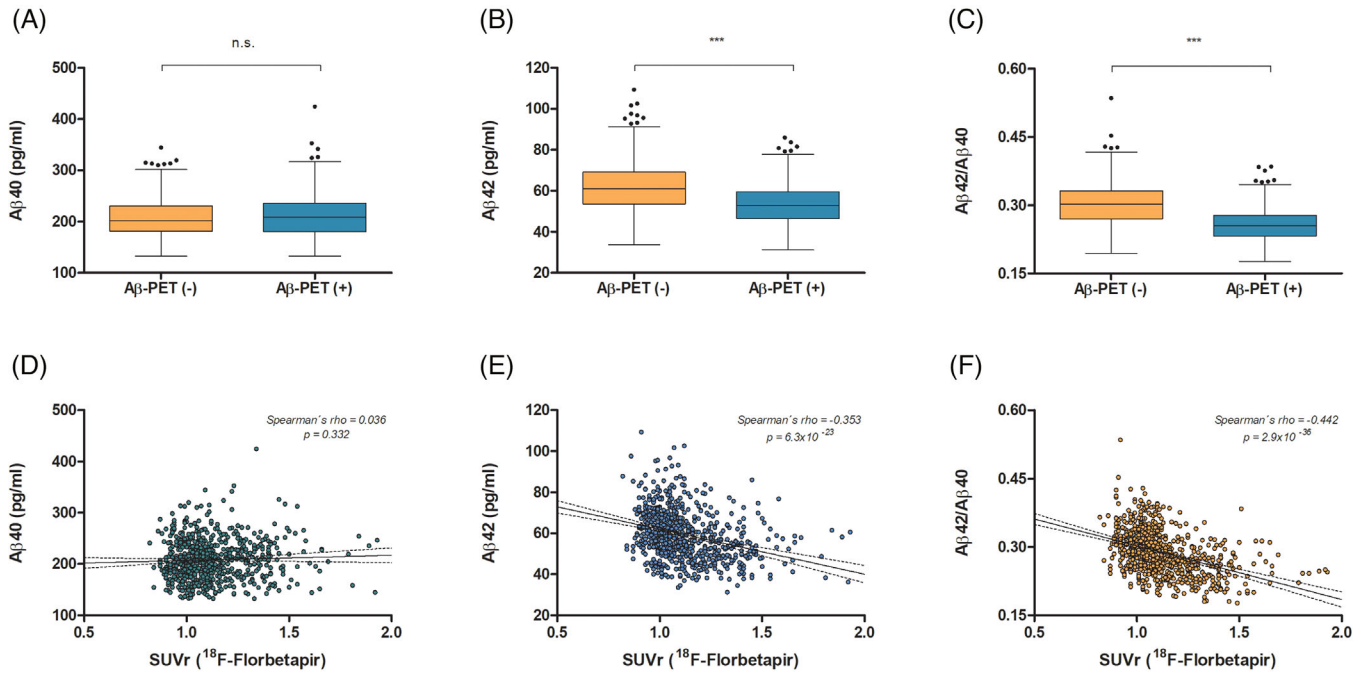 (A)
n.s.
500
400
300
200
100
Aβ40 (pg/ml)
Aβ-PET (-)
Aβ-PET (+)
(B)
***
120
100
80
60
40
20
Aβ42 (pg/ml)
Aβ-PET (-)
Aβ-PET (+)
(C)
***
0.60
0.45
0.30
0.15
Aβ42/Aβ40
Aβ-PET (-)
Aβ-PET (+)
(D)
Spearman´s rho = 0.036
p = 0.332
500
400
300
200
100
Aβ40 (pg/ml)
0.5 1.0 1.5 2.0
SUVr (¹⁸F-Florbetapir)
(E)
Spearman´s rho = -0.353
p = 6.3x10 ⁻²³
120
100
80
60
40
20
Aβ42 (pg/ml)
0.5 1.0 1.5 2.0
SUVr (¹⁸F-Florbetapir)
(F)
Spearman´s rho = -0.442
p = 2.9x10 ⁻³⁶
0.60
0.45
0.30
0.15
Aβ42/Aβ40
0.5 1.0 1.5 2.0
SUVr (¹⁸F-Florbetapir)